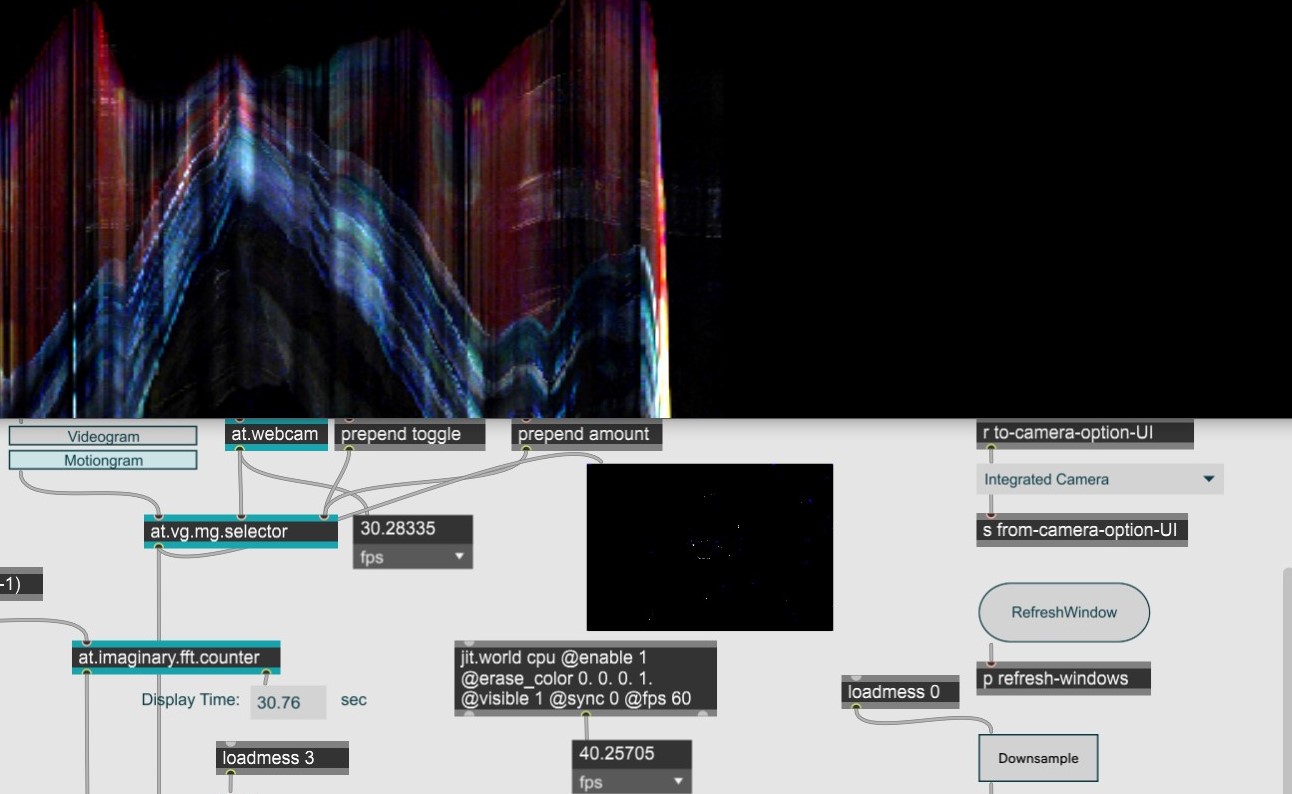 Videogram
Motiongram
at.webcam
prepend toggle
prepend amount
r to-camera-option-UI
Integrated Camera
at.vg.mg.selector
30.28335
fps
s from-camera-option-UI
-1)
RefreshWindow
at.imaginary.fft.counter
jit.world cpu @enable 1
@erase_color 0. 0. 0. 1.
@visible 1 @sync 0 @fps 60
p refresh-windows
Display Time: 30.76 sec
loadmess 0
loadmess 3
40.25705
fps
Downsample